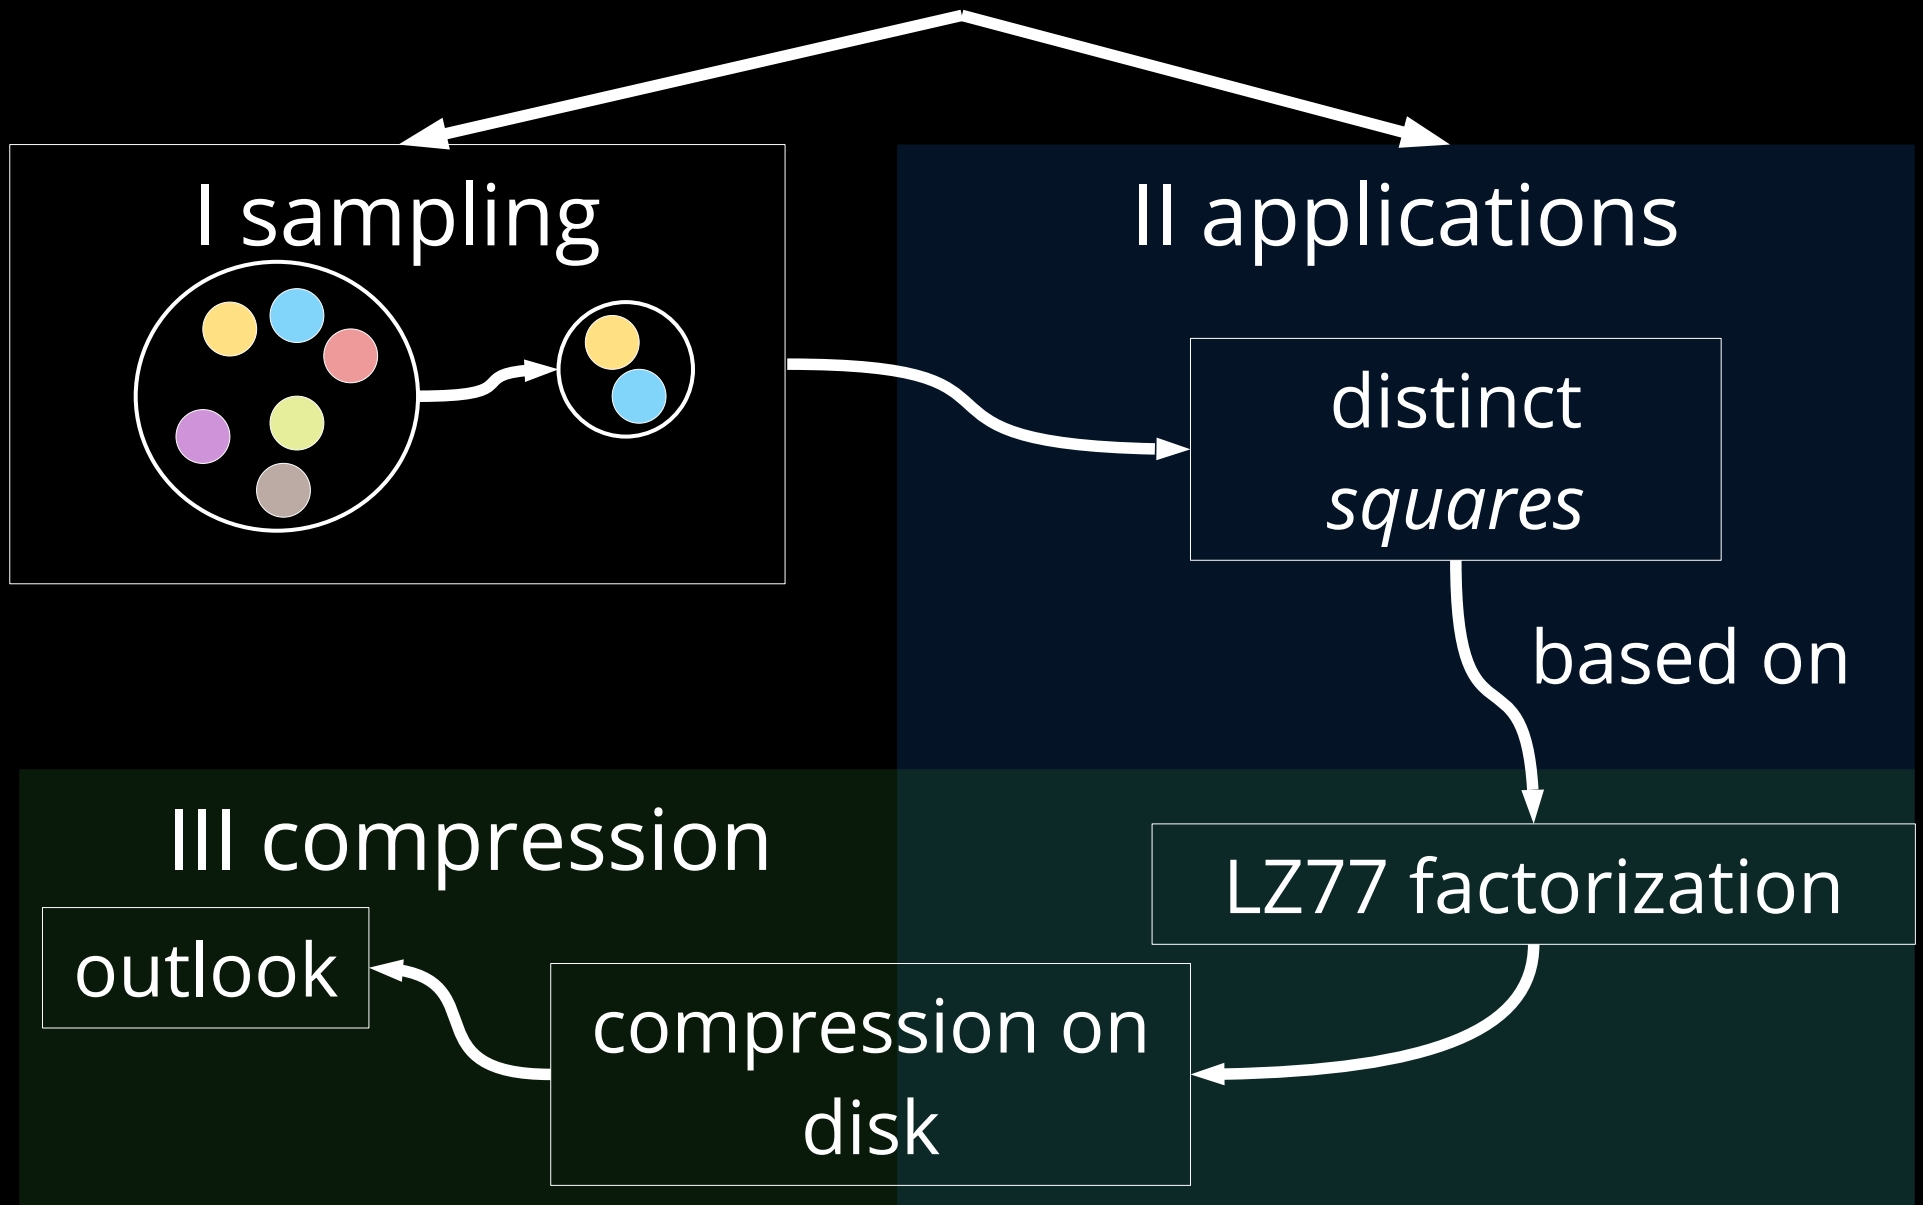 I sampling
II applications
distinct
squares
based on
III compression
LZ77 factorization
outlook
compression on
disk